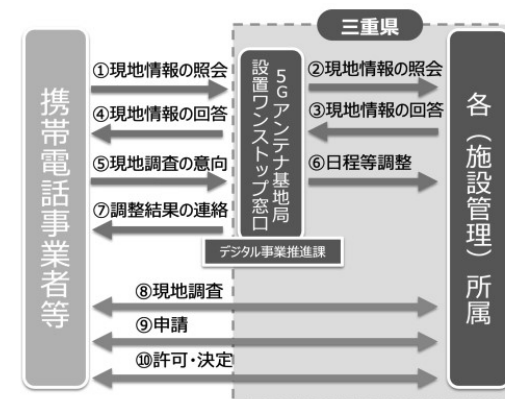 三重県
携帯電話事業者等
5Gアンテナ基地局
設置ワンストップ窓口
各(施設管理)所属
①現地情報の照会
②現地情報の照会
④現地情報の回答
③現地情報の回答
⑤現地調査の意向
⑥日程等調整
⑦調整結果の連絡
デジタル事業推進課
⑧現地調査
⑨申請
⑩許可・決定